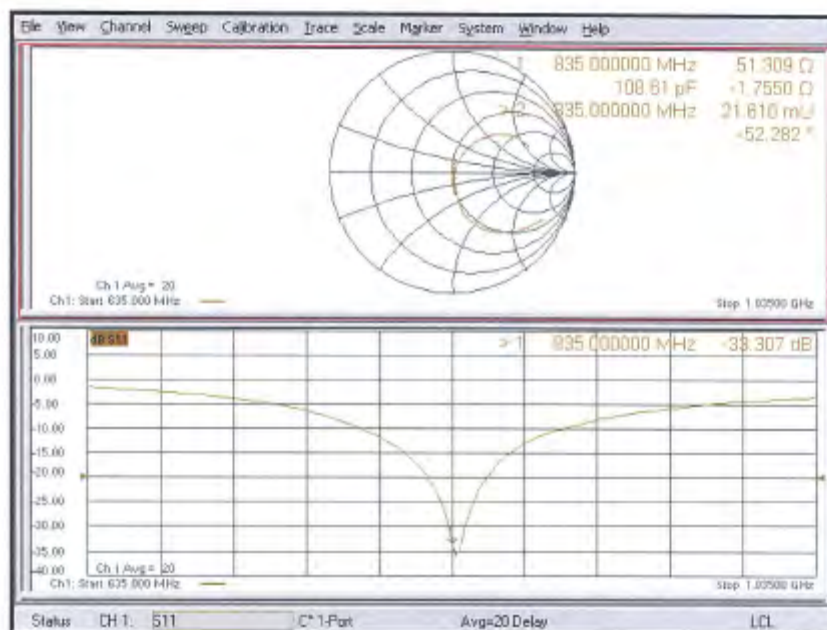 File View Channel Sweep Calibration Trace Scale Marker System Window Help
1 835.000000 MHz 51.309 Ω
108.61 pF -1.7550 Ω
> 2 835.000000 MHz 21.610 mU
-52.282 °
Ch 1 Avg = 20
Ch1: Start 635.000 MHz
Stop 1.03500 GHz
10.00
dB S11
> 1 835.000000 MHz -33.307 dB
5.00
0.00
-5.00
-10.00
-15.00
-20.00
-25.00
-30.00
-35.00
-40.00
Ch 1 Avg = 20
Ch1: Start 635.000 MHz
Stop 1.03500 GHz
Status CH 1: S11 C* 1-Port Avg=20 Delay LCL